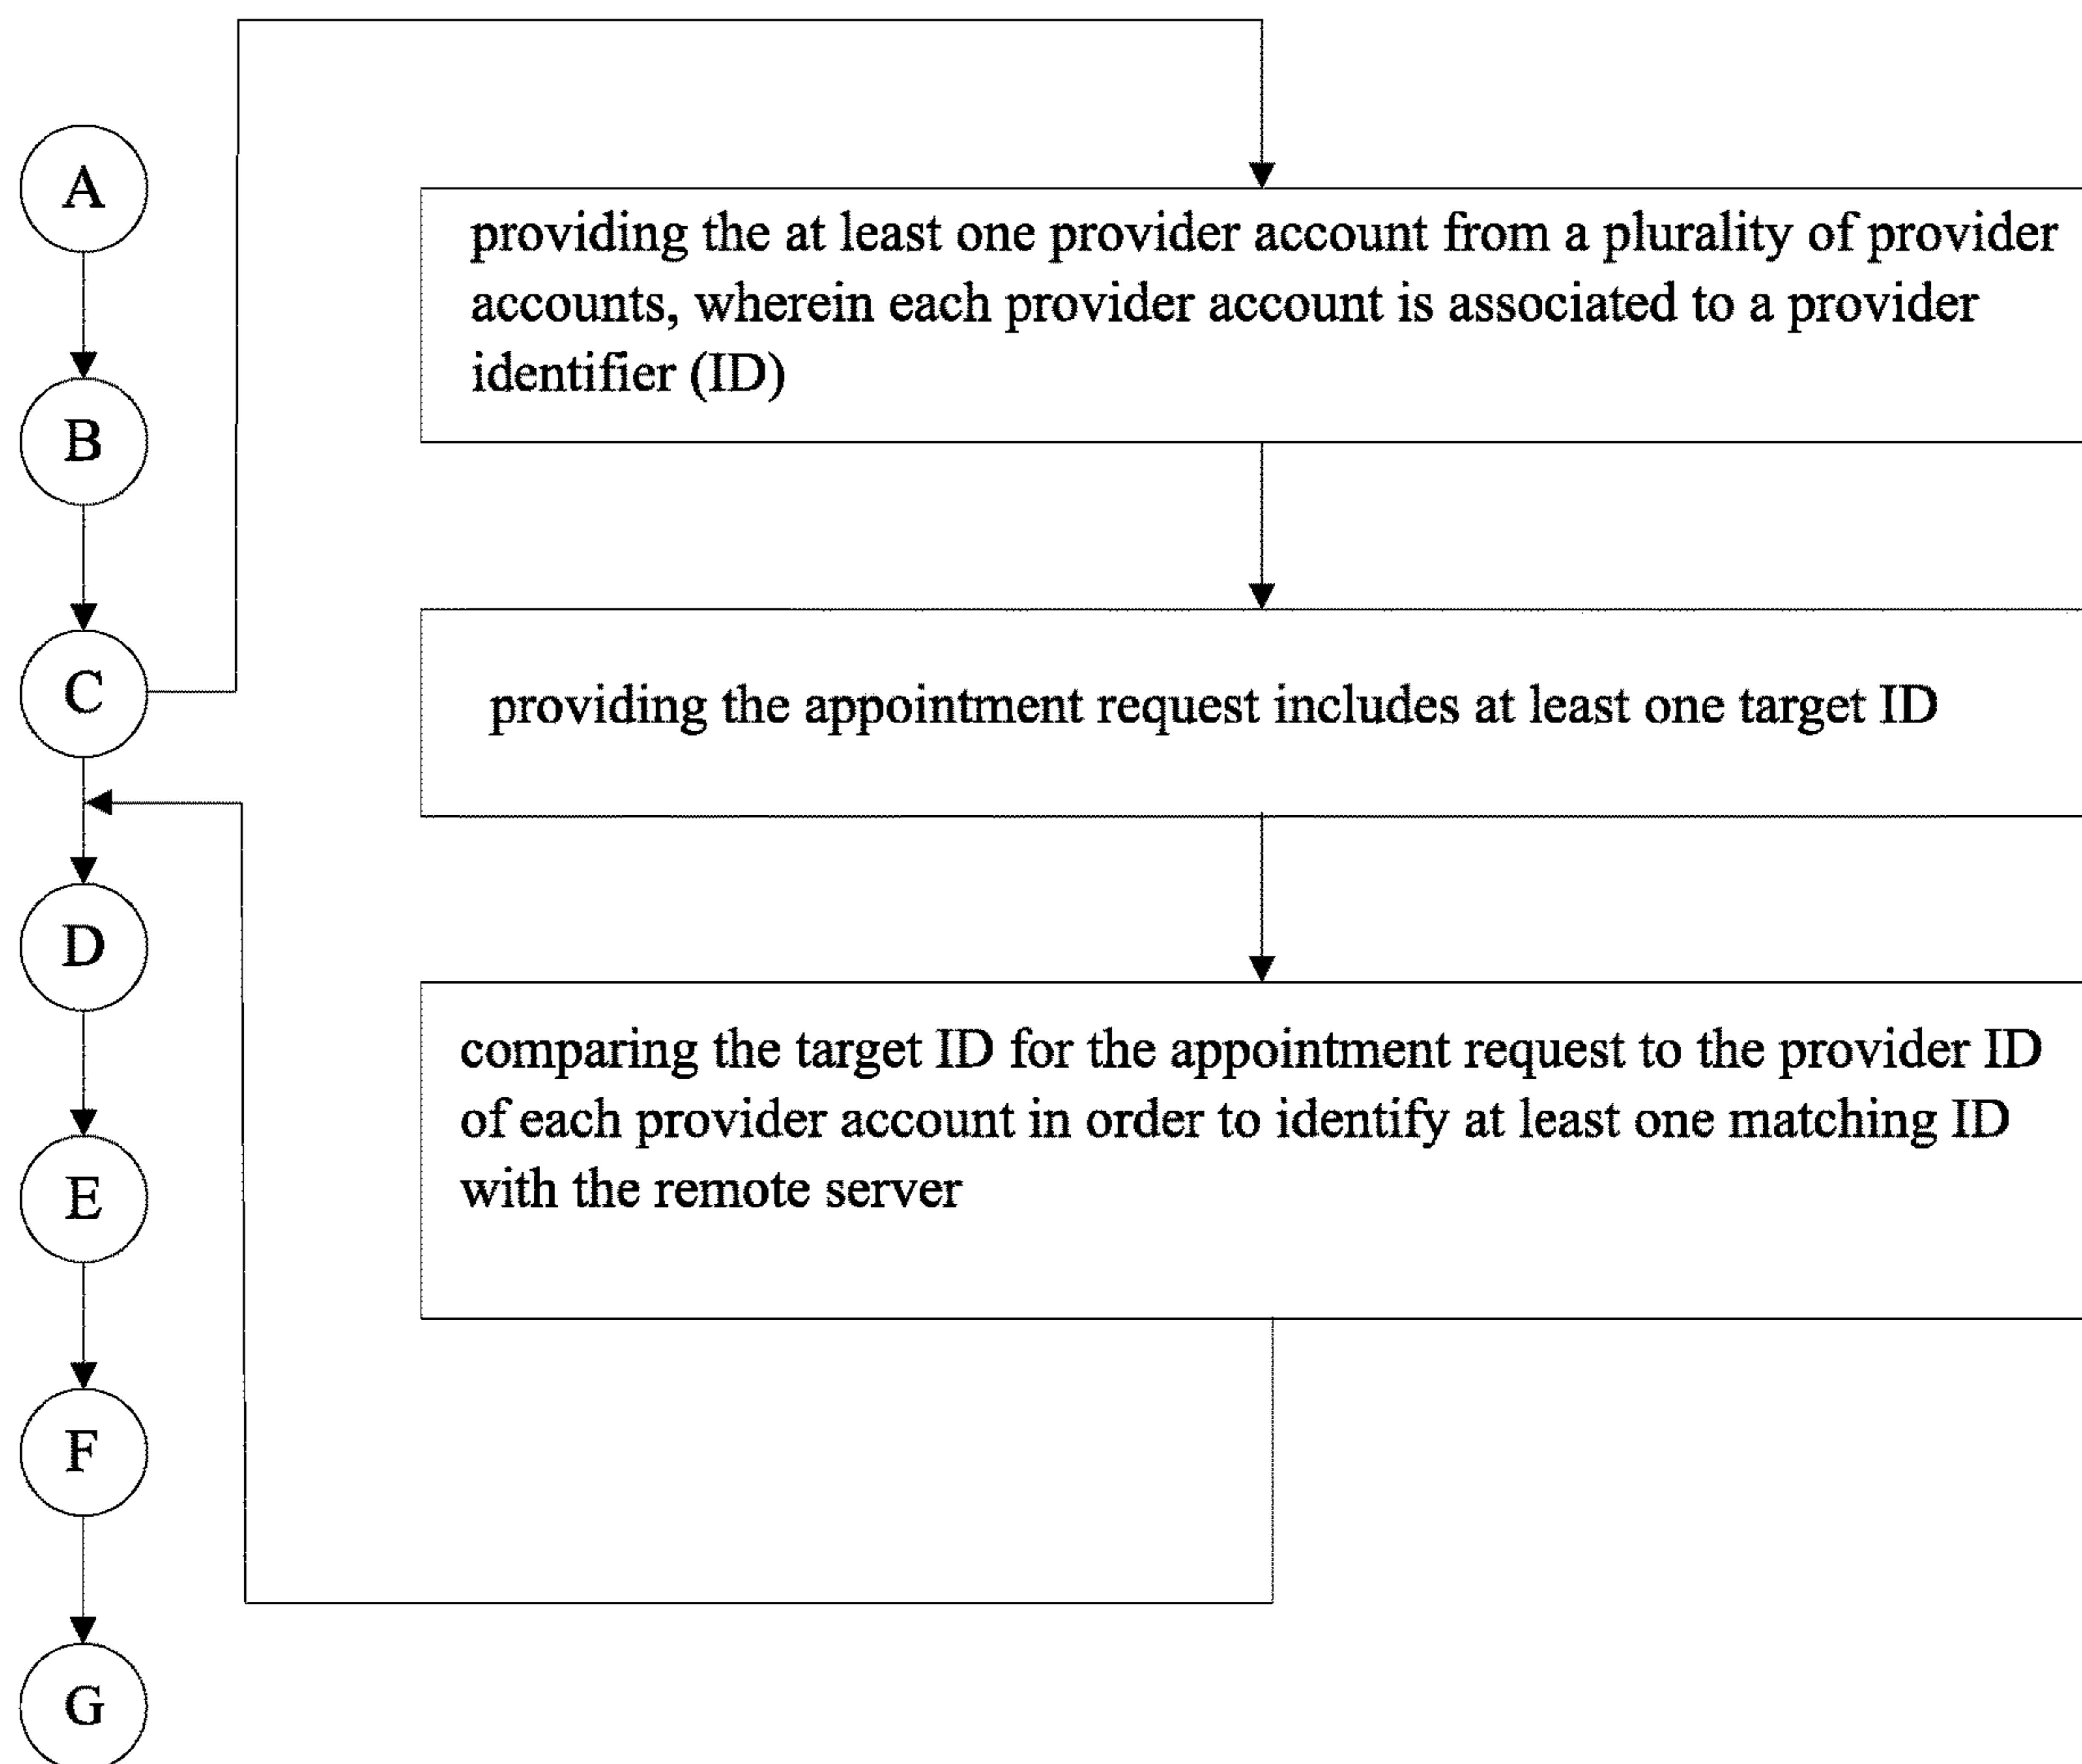 A
B
C
D
E
F
G
providing the at least one provider account from a plurality of provider
accounts, wherein each provider account is associated to a provider
identifier (ID)
providing the appointment request includes at least one target ID
comparing the target ID for the appointment request to the provider ID
of each provider account in order to identify at least one matching ID
with the remote server